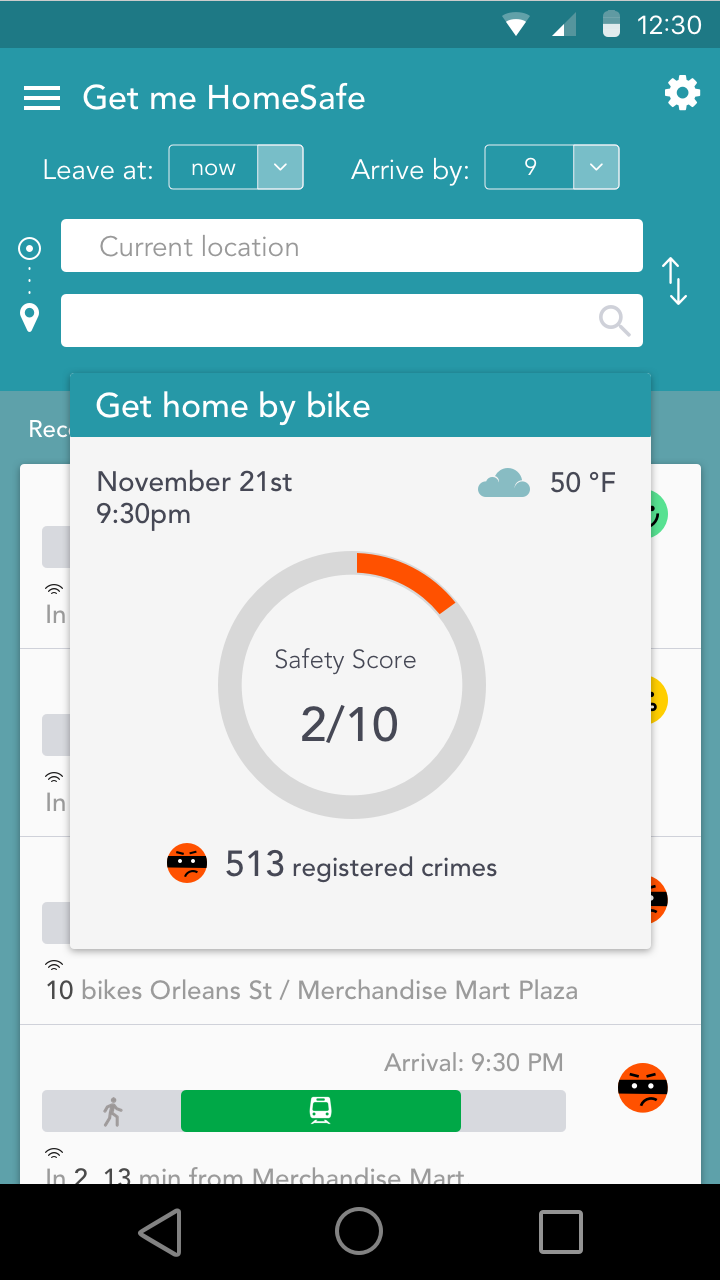 12:30
Get me HomeSafe
Leave at: now Arrive by: 9
Current location
Get home by bike
November 21st 50 °F
9:30pm
Safety Score
2/10
In
In
513 registered crimes
10 bikes Orleans St / Merchandise Mart Plaza
Arrival: 9:30 PM
In 2, 13 min from Merchandise Mart